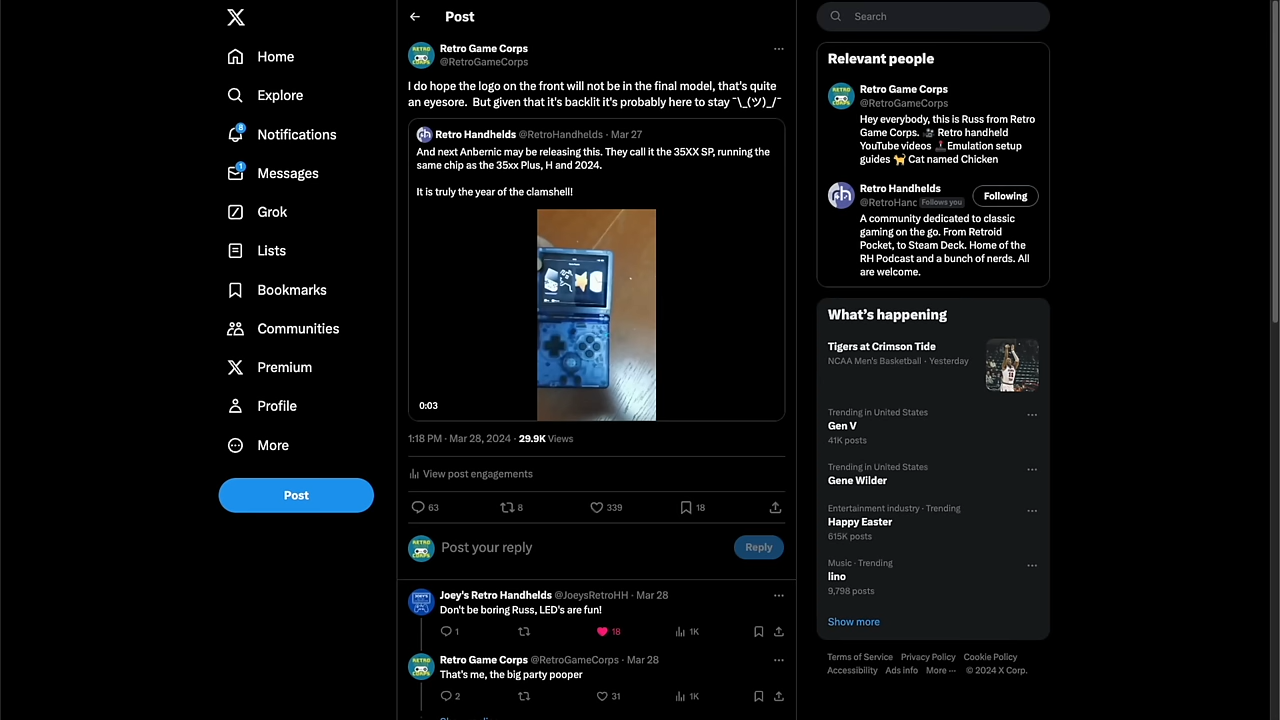 Home
Explore
8
Notifications
1
Messages
Grok
Lists
Bookmarks
Communities
Premium
Profile
More
Post
Post
Retro Game Corps
@RetroGameCorps
I do hope the logo on the front will not be in the final model, that's quite
an eyesore. But given that it's backlit it's probably here to stay ¯\_(ツ)_/¯
Retro Handhelds @RetroHandhelds · Mar 27
And next Anbernic may be releasing this. They call it the 35XX SP, running the
same chip as the 35xx Plus, H and 2024.
It is truly the year of the clamshell!
0:03
1:18 PM · Mar 28, 2024 · 29.9K Views
View post engagements
63
8
339
18
RETRO CORPS
Post your reply
Reply
Joey's Retro Handhelds @JoeysRetroHH · Mar 28
Don't be boring Russ, LED's are fun!
1
18
1K
Retro Game Corps @RetroGameCorps · Mar 28
That's me, the big party pooper
2
31
1K
Search
Relevant people
Retro Game Corps
@RetroGameCorps
Hey everybody, this is Russ from Retro
Game Corps. 🎥 Retro handheld
YouTube videos 🕹️Emulation setup
guides 🐈 Cat named Chicken
Retro Handhelds
@RetroHanc Follows you
Following
A community dedicated to classic
gaming on the go. From Retroid
Pocket, to Steam Deck. Home of the
RH Podcast and a bunch of nerds. All
are welcome.
What's happening
Tigers at Crimson Tide
NCAA Men's Basketball · Yesterday
Trending in United States
Gen V
41K posts
Trending in United States
Gene Wilder
Entertainment industry · Trending
Happy Easter
615K posts
Music · Trending
lino
9,798 posts
Show more
Terms of Service Privacy Policy Cookie Policy
Accessibility Ads info More ··· © 2024 X Corp.